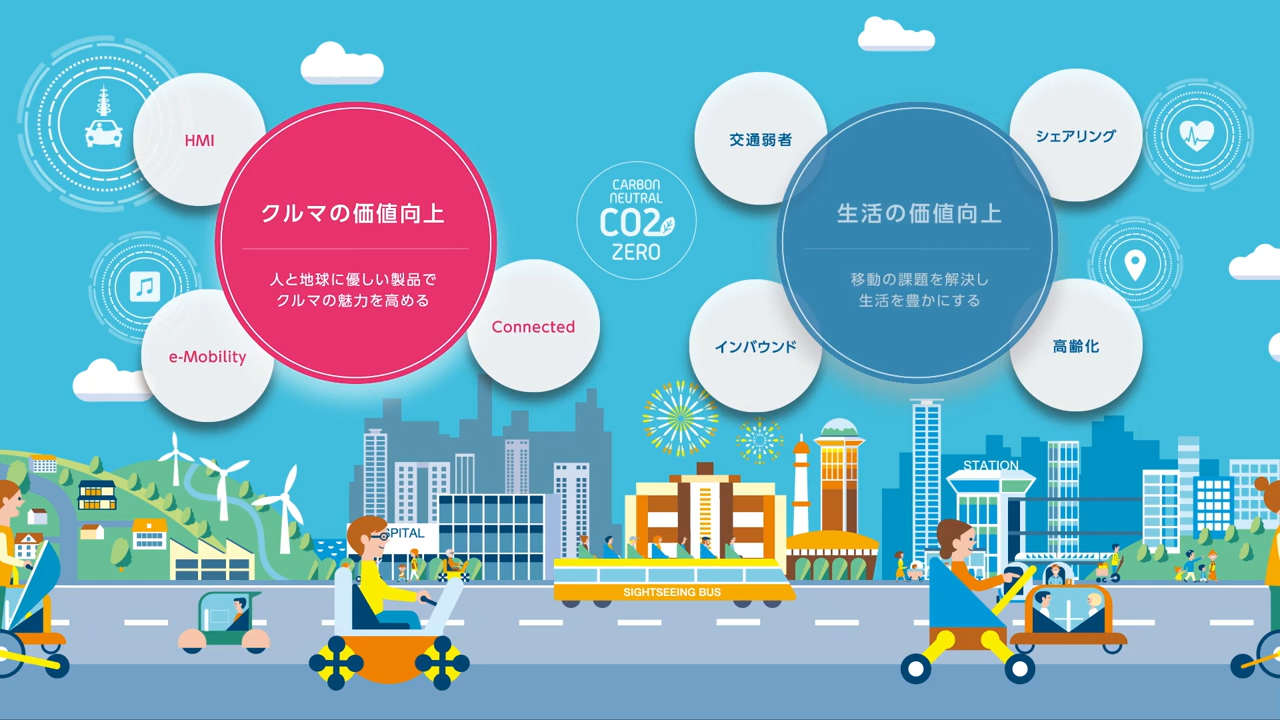 HMI
クルマの価値向上
人と地球に優しい製品で
クルマの魅力を高める
e-Mobility
Connected
CARBON
NEUTRAL
CO2
ZERO
交通弱者
シェアリング
生活の価値向上
移動の課題を解決し
生活を豊かにする
インバウンド
高齢化
STATION
SIGHTSEEING BUS